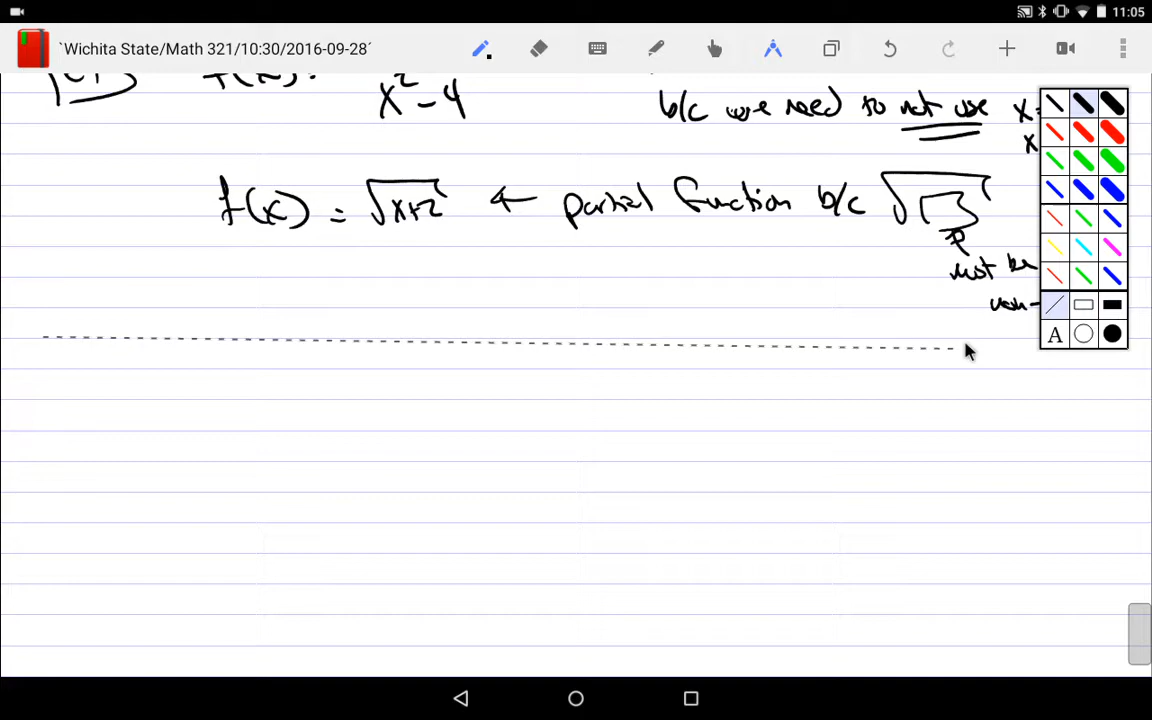 11:05
`Wichita State/Math 321/10:30/2016-09-28´
x² - 4
b/c we need to not use x
x
f(x) = √x+2 ← partial function b/c √
must be
non-
A